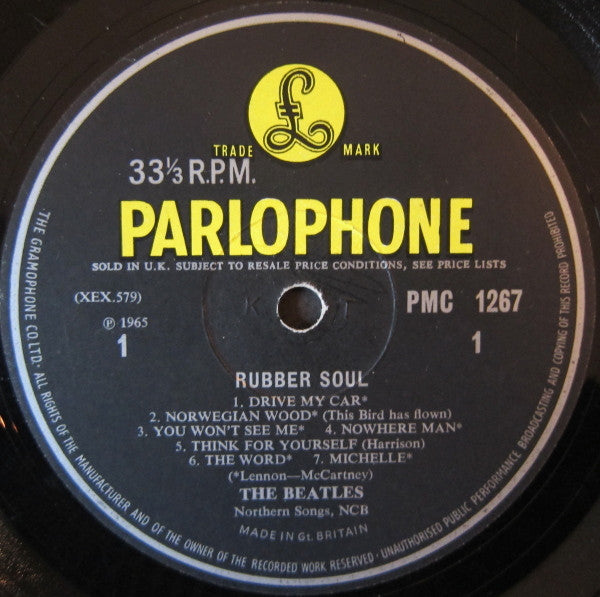 £
TRADE MARK
33⅓ R.P.M.
PARLOPHONE
SOLD IN U.K. SUBJECT TO RESALE PRICE CONDITIONS, SEE PRICE LISTS
(XEX.579) PMC 1267
Ⓟ 1965
1 1
RUBBER SOUL
1. DRIVE MY CAR*
2. NORWEGIAN WOOD* (This Bird has flown)
3. YOU WON'T SEE ME* 4. NOWHERE MAN*
5. THINK FOR YOURSELF (Harrison)
6. THE WORD* 7. MICHELLE*
(*Lennon—McCartney)
THE BEATLES
Northern Songs, NCB
MADE IN Gt. BRITAIN
THE GRAMOPHONE CO. LTD. · ALL RIGHTS OF THE MANUFACTURER AND OF THE OWNER OF THE RECORDED WORK RESERVED · UNAUTHORISED PUBLIC PERFORMANCE BROADCASTING AND COPYING OF THIS RECORD PROHIBITED